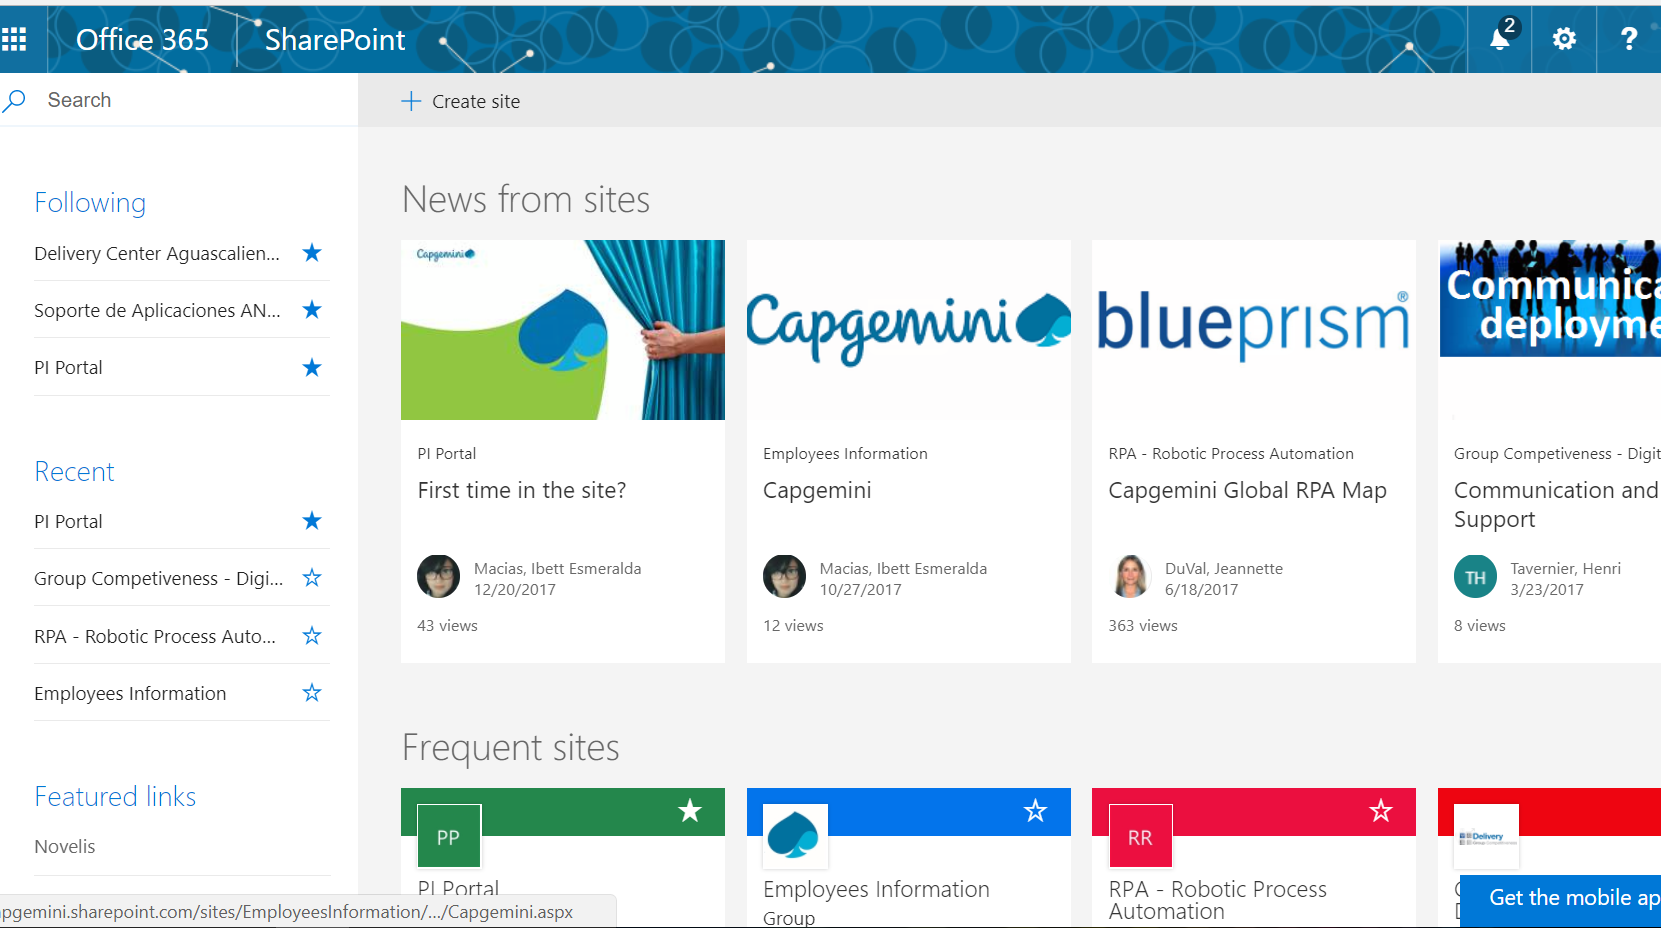 Office 365
SharePoint
2
?
Search
Create site
Following
Delivery Center Aguascalien...
Soporte de Aplicaciones AN...
PI Portal
Recent
PI Portal
Group Competiveness - Digi...
RPA - Robotic Process Auto...
Employees Information
Featured links
Novelis
News from sites
Capgemini
PI Portal
First time in the site?
Macias, Ibett Esmeralda
12/20/2017
43 views
Capgemini
Employees Information
Capgemini
Macias, Ibett Esmeralda
10/27/2017
12 views
blueprism®
RPA - Robotic Process Automation
Capgemini Global RPA Map
DuVal, Jeannette
6/18/2017
363 views
Communica
deployme
Group Competiveness - Digit
Communication and
Support
TH
Tavernier, Henri
3/23/2017
8 views
Frequent sites
PP
PI Portal
Employees Information
Group
RR
RPA - Robotic Process
Automation
Delivery
Get the mobile ap
pgemini.sharepoint.com/sites/EmployeesInformation/.../Capgemini.aspx